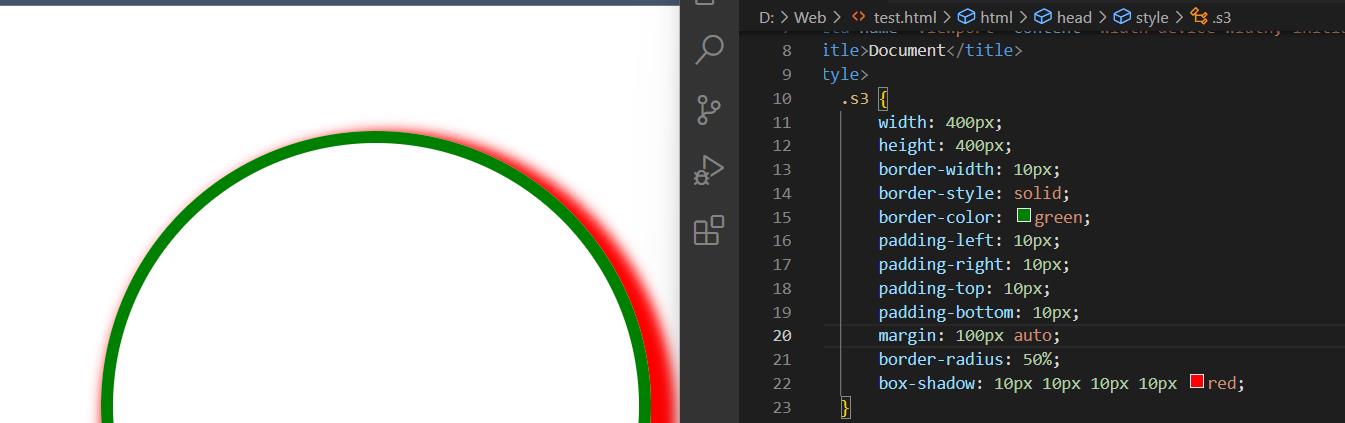 D: > Web > test.html > html > head > style > .s3
8 itle>Document</title>
9 tyle>
10 .s3 {
11 width: 400px;
12 height: 400px;
13 border-width: 10px;
14 border-style: solid;
15 border-color: green;
16 padding-left: 10px;
17 padding-right: 10px;
18 padding-top: 10px;
19 padding-bottom: 10px;
20 margin: 100px auto;
21 border-radius: 50%;
22 box-shadow: 10px 10px 10px 10px red;
23 }